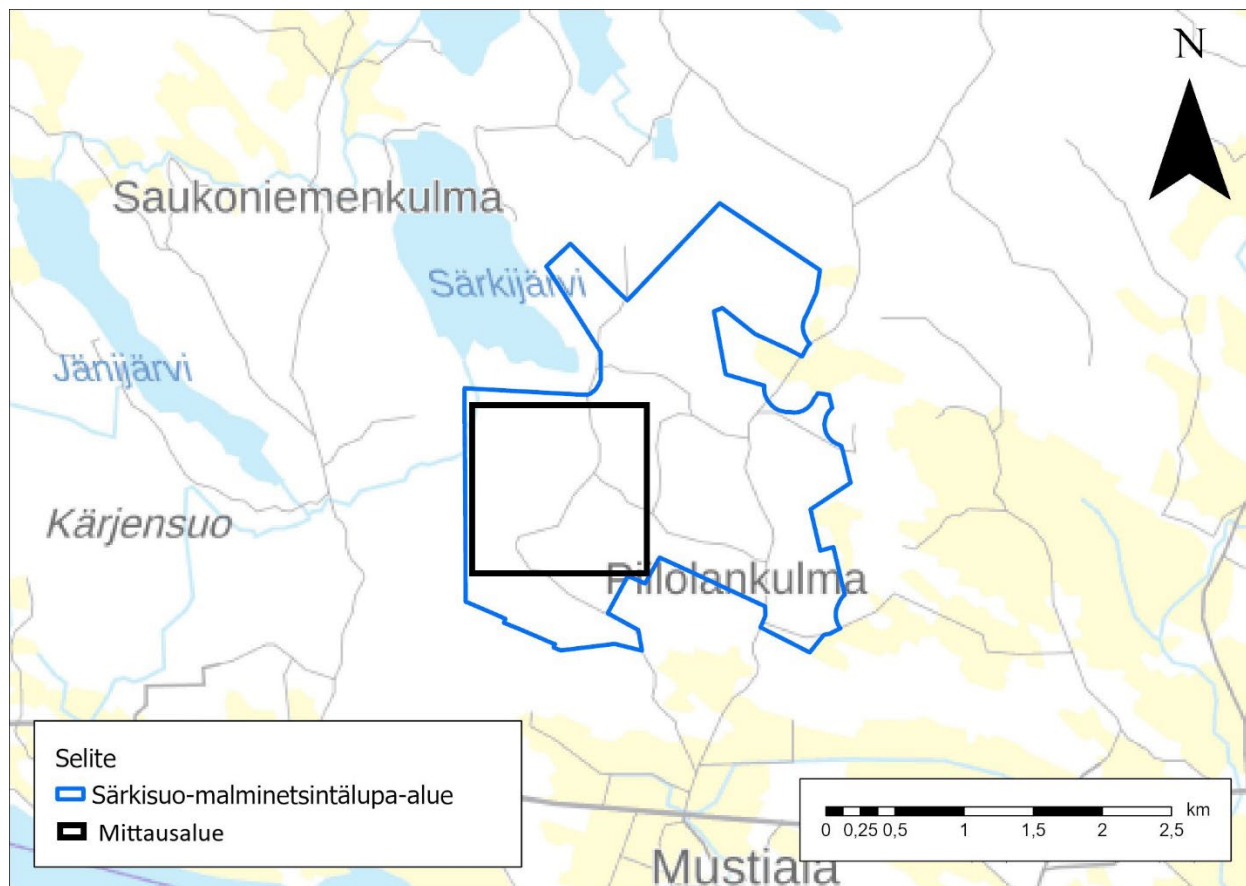 N
Saukoniemenkulma
Särkijärvi
Jänijärvi
Kärjensuo
Piilolankulma
Selite
Särkisuo-malminetsintälupa-alue
Mittausalue
km
0 0,25 0,5 1 1,5 2 2,5
Mustiala